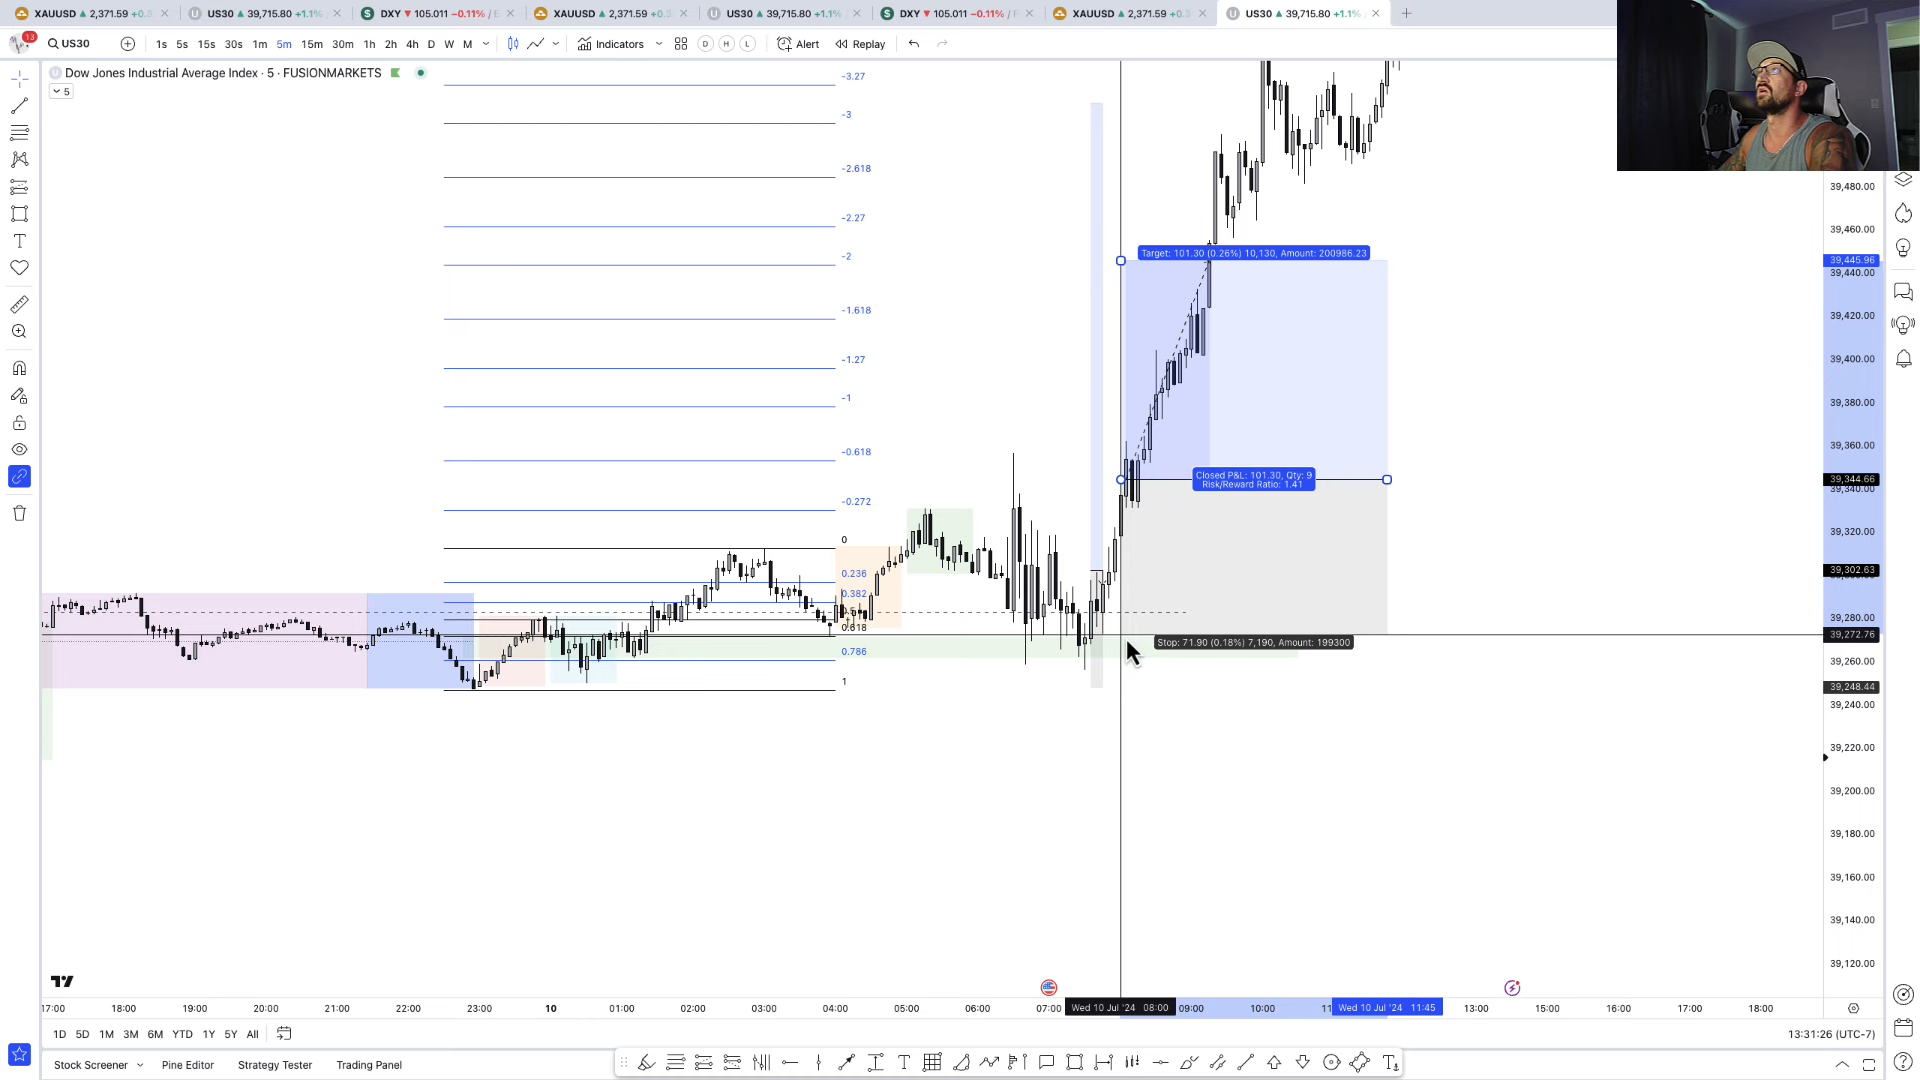 XAUUSD ▲ 2,371.59 +0.3
US30 ▲ 39,715.80 +1.1%
DXY ▼ 105.011 −0.11% / E
XAUUSD ▲ 2,371.59 +0.3
US30 ▲ 39,715.80 +1.1%
DXY ▼ 105.011 −0.11% / F
XAUUSD ▲ 2,371.59 +0.3
US30 ▲ 39,715.80 +1.1%
13
US30
1s 5s 15s 30s 1m 5m 15m 30m 1h 2h 4h D W M
Indicators
D H L
Alert
Replay
Dow Jones Industrial Average Index · 5 · FUSIONMARKETS
5
-3.27
-3
-2.618
-2.27
-2
-1.618
-1.27
-1
-0.618
-0.272
0
0.236
0.382
0.5
0.618
0.786
1
Target: 101.30 (0.26%) 10,130, Amount: 200986.23
Closed P&L: 101.30, Qty: 9
Risk/Reward Ratio: 1.41
Stop: 71.90 (0.18%) 7,190, Amount: 199300
39,480.00
39,460.00
39,445.96
39,440.00
39,420.00
39,400.00
39,380.00
39,360.00
39,344.66
39,340.00
39,320.00
39,302.63
39,280.00
39,272.76
39,260.00
39,248.44
39,240.00
39,220.00
39,200.00
39,180.00
39,160.00
39,140.00
39,120.00
17:00 18:00 19:00 20:00 21:00 22:00 23:00 10 01:00 02:00 03:00 04:00 05:00 06:00 07:00 Wed 10 Jul '24 08:00 09:00 10:00 11 Wed 10 Jul '24 11:45 13:00 14:00 15:00 16:00 17:00 18:00
1D 5D 1M 3M 6M YTD 1Y 5Y All
13:31:26 (UTC-7)
Stock Screener Pine Editor Strategy Tester Trading Panel